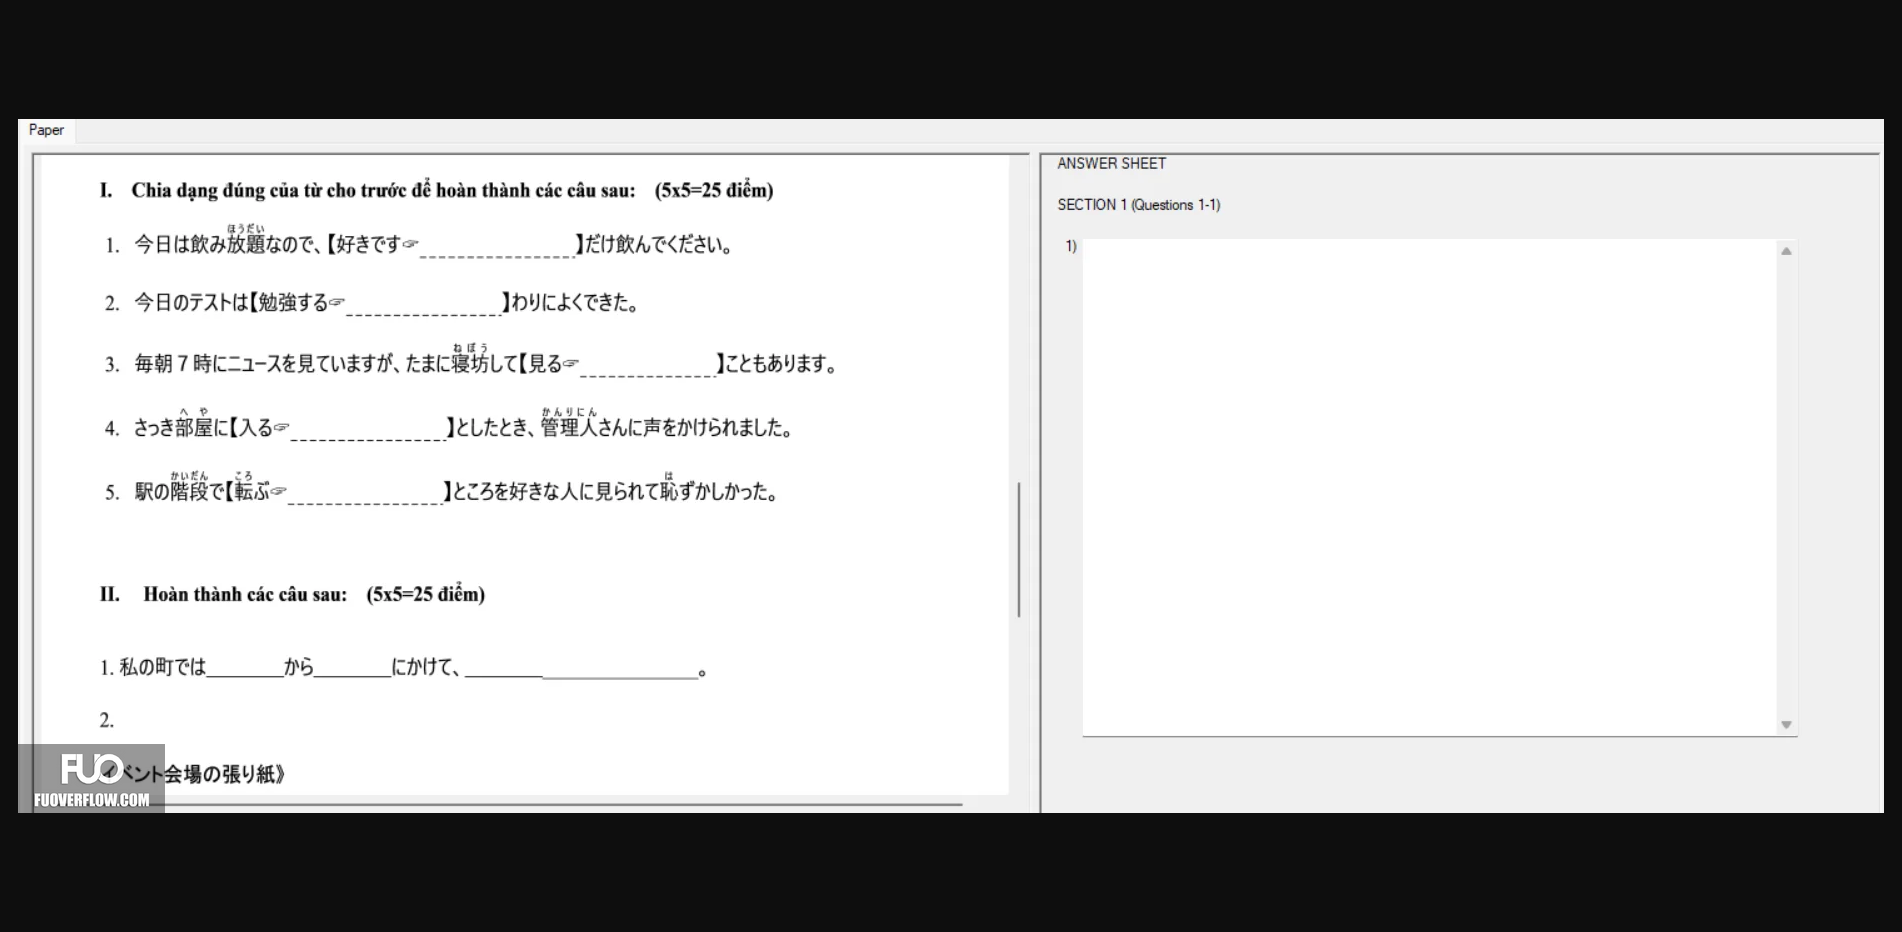 Paper
I. Chia dạng đúng của từ cho trước để hoàn thành các câu sau: (5x5=25 điểm)
ほうだい
1. 今日は飲み放題なので、【好きです☞________________】だけ飲んでください。
2. 今日のテストは【勉強する☞________________】わりによくできた。
ねぼう
3. 毎朝7時にニュースを見ていますが、たまに寝坊して【見る☞______________】こともあります。
へや かんりにん
4. さっき部屋に【入る☞________________】としたとき、管理人さんに声をかけられました。
かいだん ころ は
5. 駅の階段で【転ぶ☞________________】ところを好きな人に見られて恥ずかしかった。
II. Hoàn thành các câu sau: (5x5=25 điểm)
1. 私の町では________から________にかけて、________________________。
2.
イベント会場の張り紙》
FUO
FUOVERFLOW.COM
ANSWER SHEET
SECTION 1 (Questions 1-1)
1)